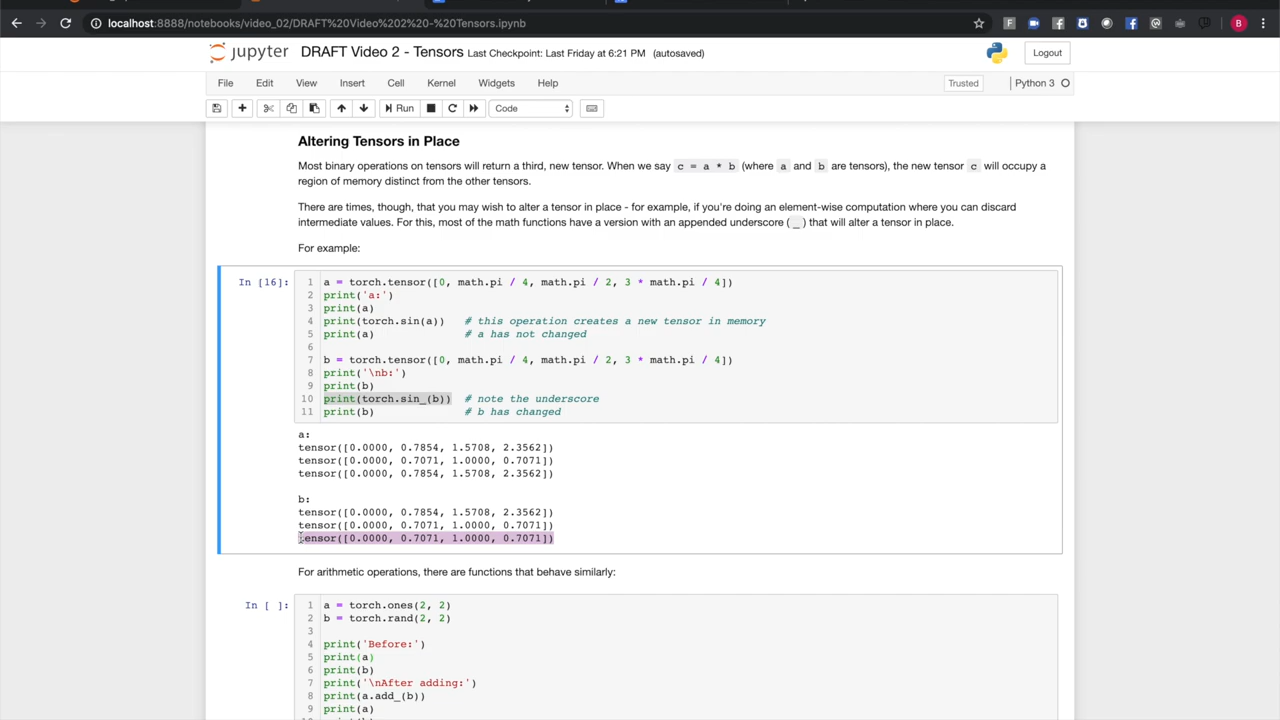 localhost:8888/notebooks/video_02/DRAFT%20Video%202%20-%20Tensors.ipynb
B
jupyter DRAFT Video 2 - Tensors Last Checkpoint: Last Friday at 6:21 PM (autosaved)
Logout
File Edit View Insert Cell Kernel Widgets Help
Trusted
Python 3
Run
Code
Altering Tensors in Place
Most binary operations on tensors will return a third, new tensor. When we say c = a * b (where a and b are tensors), the new tensor c will occupy a
region of memory distinct from the other tensors.
There are times, though, that you may wish to alter a tensor in place - for example, if you're doing an element-wise computation where you can discard
intermediate values. For this, most of the math functions have a version with an appended underscore ( _ ) that will alter a tensor in place.
For example:
In [16]:
1 a = torch.tensor([0, math.pi / 4, math.pi / 2, 3 * math.pi / 4])
2 print('a:')
3 print(a)
4 print(torch.sin(a)) # this operation creates a new tensor in memory
5 print(a) # a has not changed
6
7 b = torch.tensor([0, math.pi / 4, math.pi / 2, 3 * math.pi / 4])
8 print('\nb:')
9 print(b)
10 print(torch.sin_(b)) # note the underscore
11 print(b) # b has changed
a:
tensor([0.0000, 0.7854, 1.5708, 2.3562])
tensor([0.0000, 0.7071, 1.0000, 0.7071])
tensor([0.0000, 0.7854, 1.5708, 2.3562])
b:
tensor([0.0000, 0.7854, 1.5708, 2.3562])
tensor([0.0000, 0.7071, 1.0000, 0.7071])
tensor([0.0000, 0.7071, 1.0000, 0.7071])
For arithmetic operations, there are functions that behave similarly:
In [ ]:
1 a = torch.ones(2, 2)
2 b = torch.rand(2, 2)
3
4 print('Before:')
5 print(a)
6 print(b)
7 print('\nAfter adding:')
8 print(a.add_(b))
9 print(a)